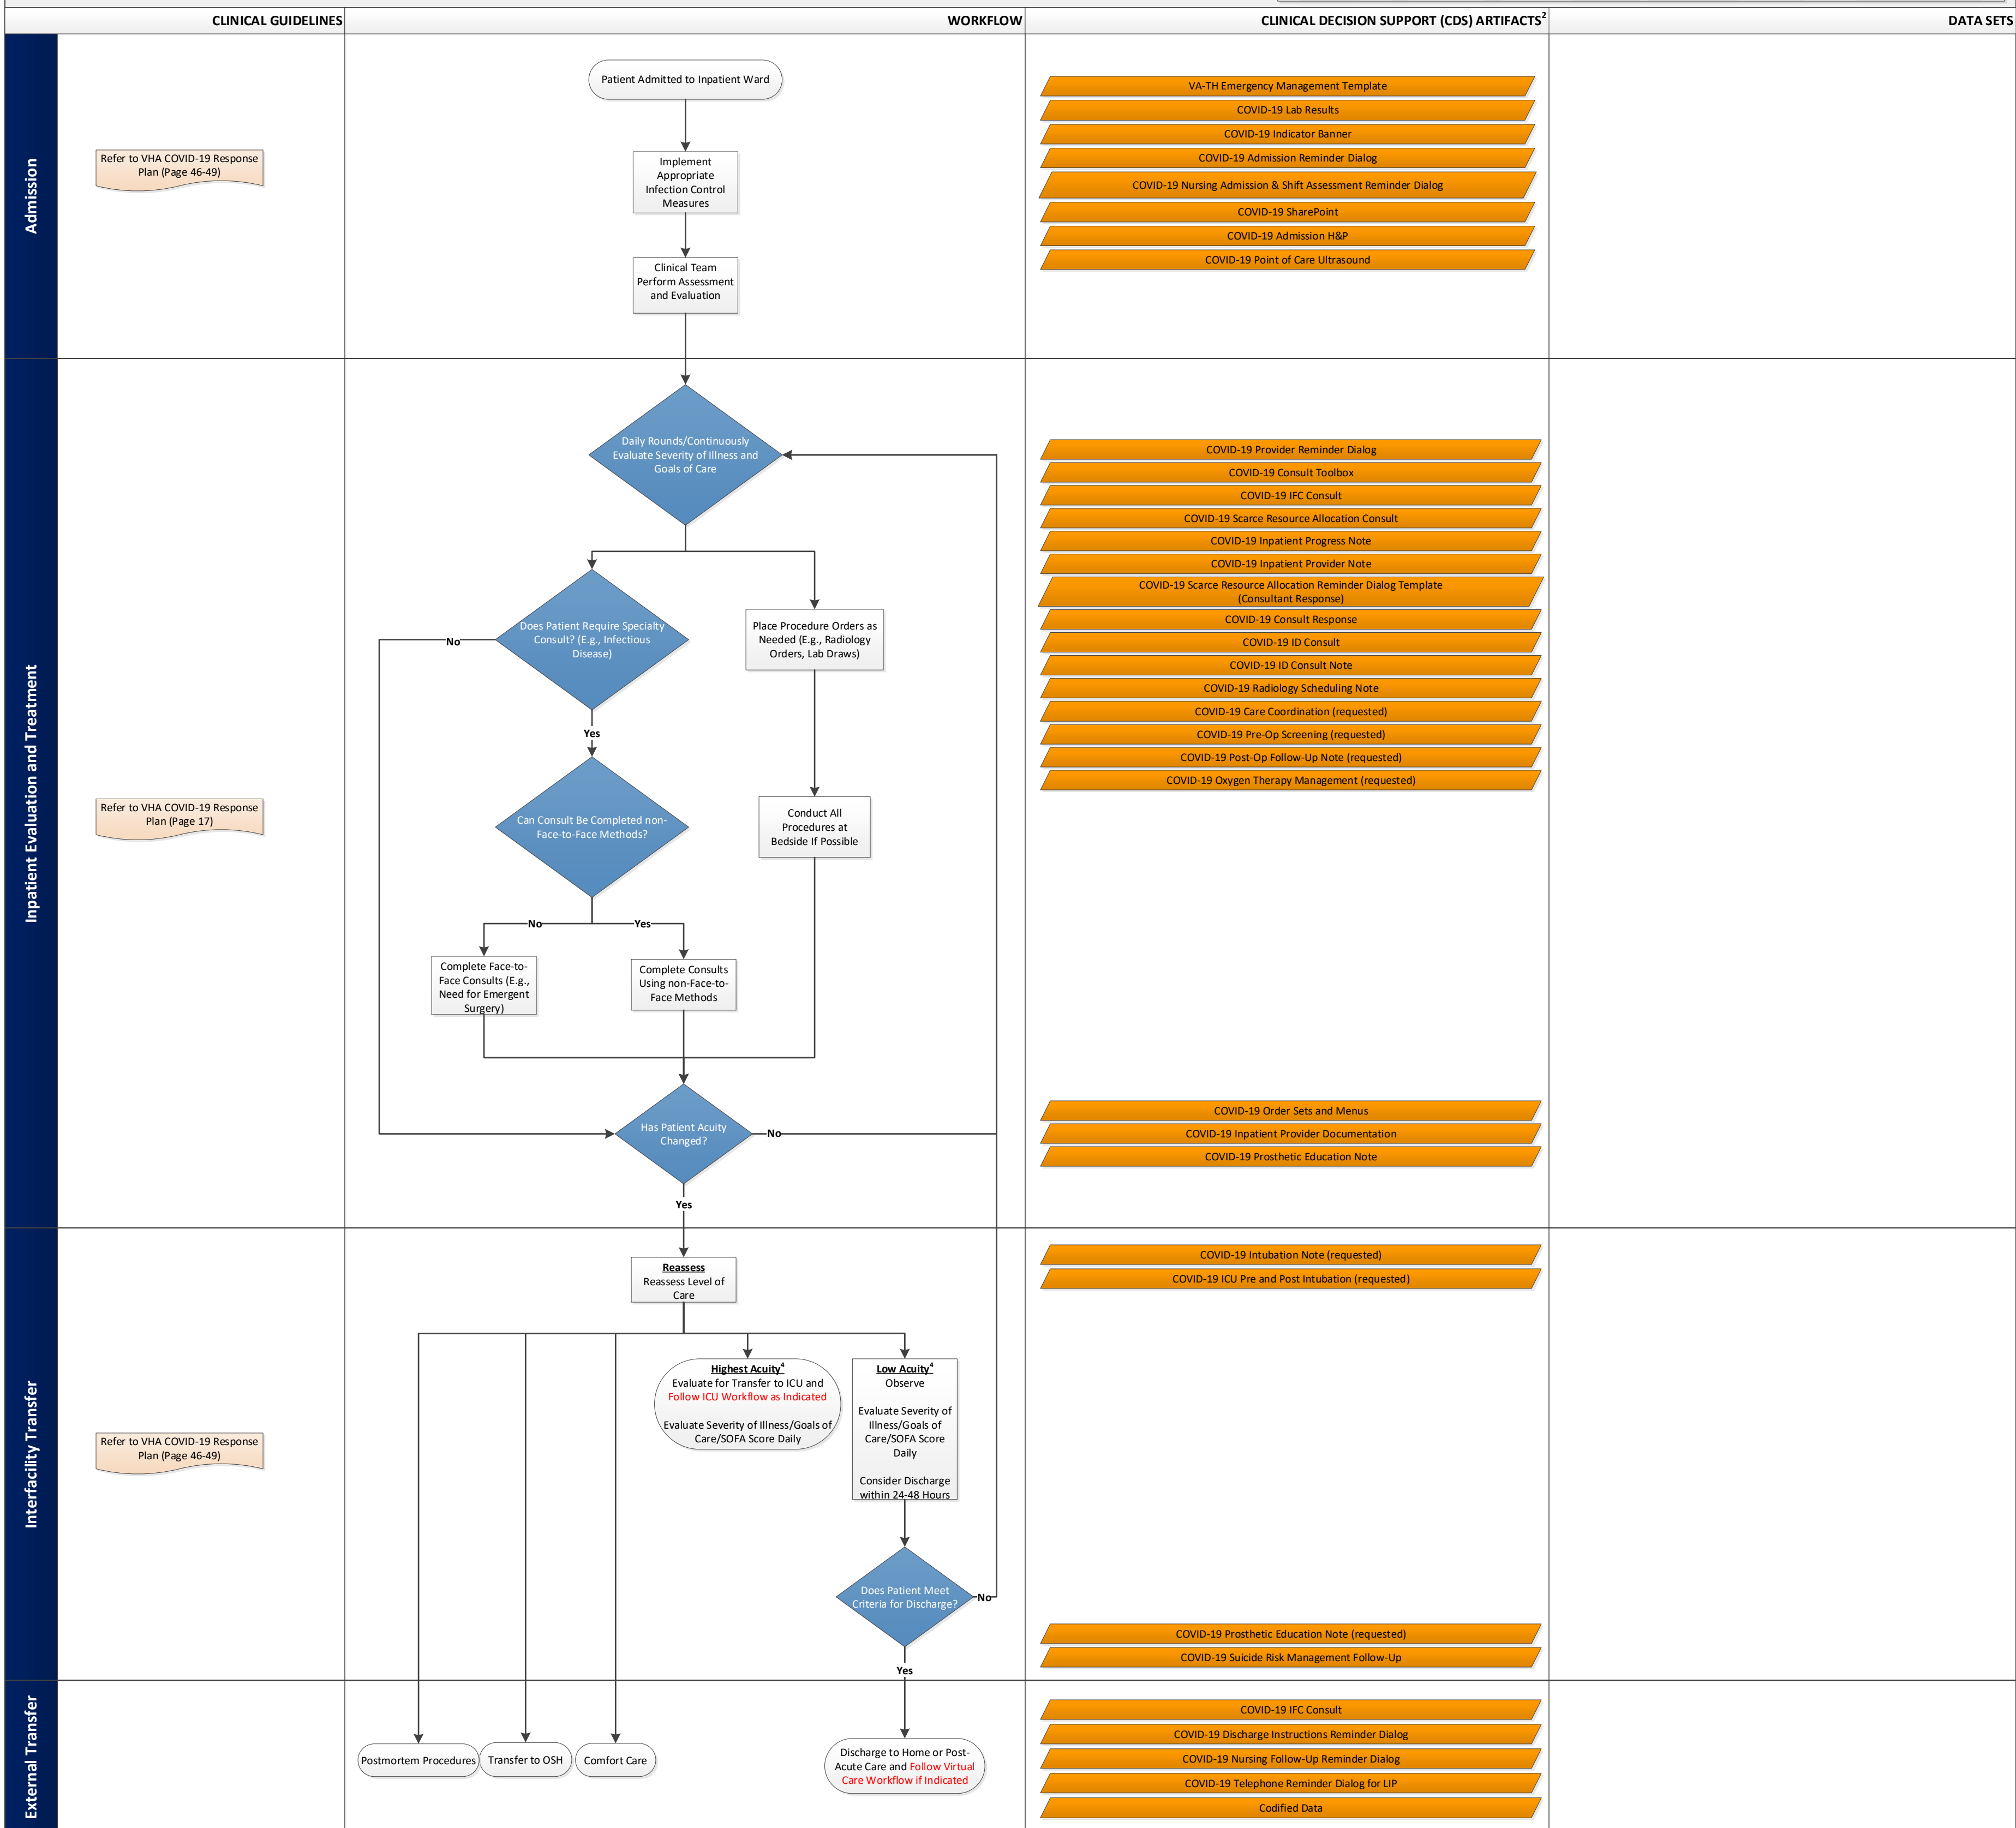 CLINICAL GUIDELINES
WORKFLOW
CLINICAL DECISION SUPPORT (CDS) ARTIFACTS2
DATA SETS
Admission
Refer to VHA COVID-19 Response
Plan (Page 46-49)
Patient Admitted to Inpatient Ward
Implement
Appropriate
Infection Control
Measures
Clinical Team
Perform Assessment
and Evaluation
VA-TH Emergency Management Template
COVID-19 Lab Results
COVID-19 Indicator Banner
COVID-19 Admission Reminder Dialog
COVID-19 Nursing Admission & Shift Assessment Reminder Dialog
COVID-19 SharePoint
COVID-19 Admission H&P
COVID-19 Point of Care Ultrasound
Inpatient Evaluation and Treatment
Refer to VHA COVID-19 Response
Plan (Page 17)
Daily Rounds/Continuously
Evaluate Severity of Illness and
Goals of Care
Does Patient Require Specialty
Consult? (E.g., Infectious
Disease)
No
Yes
Place Procedure Orders as
Needed (E.g., Radiology
Orders, Lab Draws)
Can Consult Be Completed non-
Face-to-Face Methods?
Conduct All
Procedures at
Bedside If Possible
No
Yes
Complete Face-to-
Face Consults (E.g.,
Need for Emergent
Surgery)
Complete Consults
Using non-Face-to-
Face Methods
Has Patient Acuity
Changed?
No
Yes
COVID-19 Provider Reminder Dialog
COVID-19 Consult Toolbox
COVID-19 IFC Consult
COVID-19 Scarce Resource Allocation Consult
COVID-19 Inpatient Progress Note
COVID-19 Inpatient Provider Note
COVID-19 Scarce Resource Allocation Reminder Dialog Template
(Consultant Response)
COVID-19 Consult Response
COVID-19 ID Consult
COVID-19 ID Consult Note
COVID-19 Radiology Scheduling Note
COVID-19 Care Coordination (requested)
COVID-19 Pre-Op Screening (requested)
COVID-19 Post-Op Follow-Up Note (requested)
COVID-19 Oxygen Therapy Management (requested)
COVID-19 Order Sets and Menus
COVID-19 Inpatient Provider Documentation
COVID-19 Prosthetic Education Note
Interfacility Transfer
Refer to VHA COVID-19 Response
Plan (Page 46-49)
Reassess
Reassess Level of
Care
Highest Acuity4
Evaluate for Transfer to ICU and
Follow ICU Workflow as Indicated
Evaluate Severity of Illness/Goals of
Care/SOFA Score Daily
Low Acuity4
Observe
Evaluate Severity of
Illness/Goals of
Care/SOFA Score
Daily
Consider Discharge
within 24-48 Hours
Does Patient Meet
Criteria for Discharge?
No
Yes
COVID-19 Intubation Note (requested)
COVID-19 ICU Pre and Post Intubation (requested)
COVID-19 Prosthetic Education Note (requested)
COVID-19 Suicide Risk Management Follow-Up
External Transfer
Postmortem Procedures
Transfer to OSH
Comfort Care
Discharge to Home or Post-
Acute Care and Follow Virtual
Care Workflow if Indicated
COVID-19 IFC Consult
COVID-19 Discharge Instructions Reminder Dialog
COVID-19 Nursing Follow-Up Reminder Dialog
COVID-19 Telephone Reminder Dialog for LIP
Codified Data